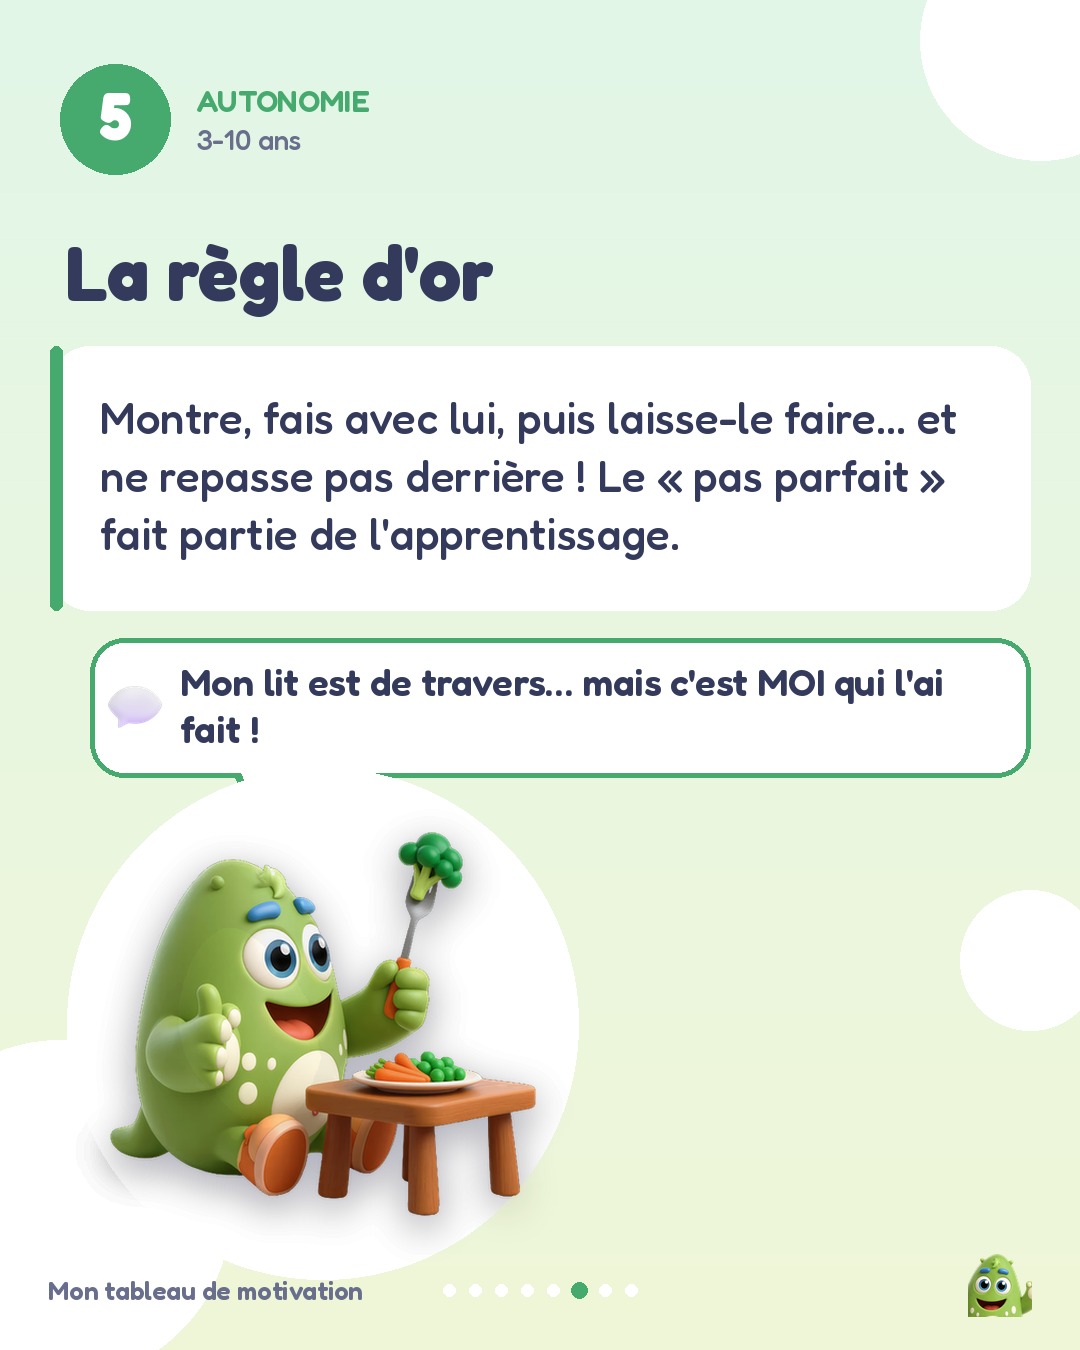 5
AUTONOMIE
3-10 ans
La règle d'or
Montre, fais avec lui, puis laisse-le faire... et
ne repasse pas derrière ! Le « pas parfait »
fait partie de l'apprentissage.
Mon lit est de travers... mais c'est MOI qui l'ai
fait !
Mon tableau de motivation